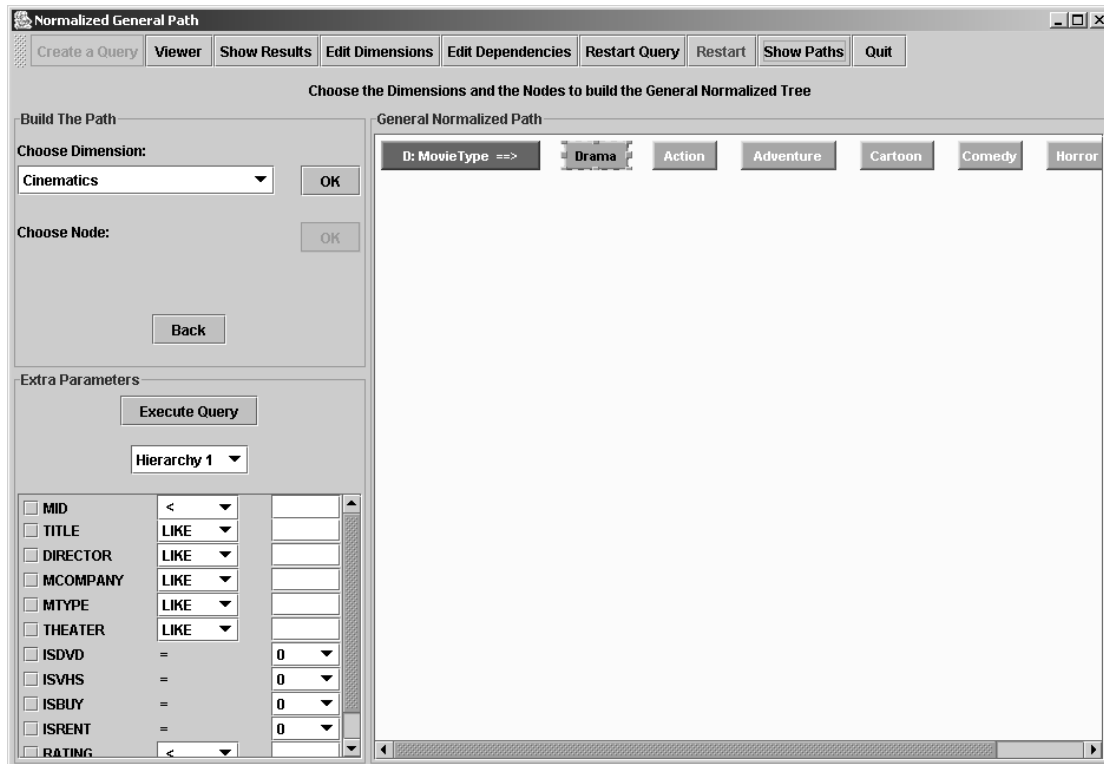 Normalized General Path
Create a Query Viewer Show Results Edit Dimensions Edit Dependencies Restart Query Restart Show Paths Quit
Choose the Dimensions and the Nodes to build the General Normalized Tree
Build The Path
Choose Dimension:
Cinematics OK
Choose Node: OK
Back
Extra Parameters
Execute Query
Hierarchy 1
MID <
TITLE LIKE
DIRECTOR LIKE
MCOMPANY LIKE
MTYPE LIKE
THEATER LIKE
ISDVD = 0
ISVHS = 0
ISBUY = 0
ISRENT = 0
RATING <
General Normalized Path
D: MovieType ==> Drama Action Adventure Cartoon Comedy Horror